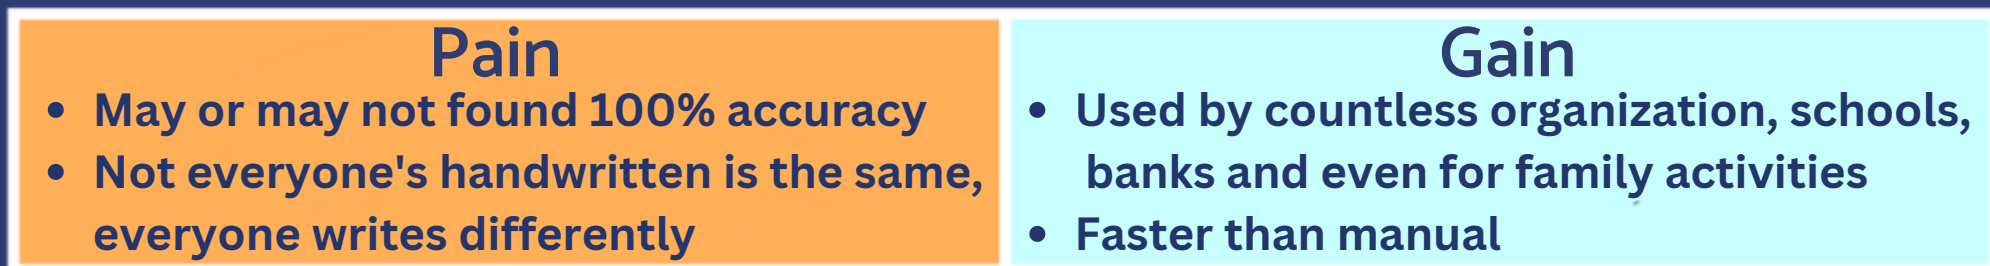 Pain
• May or may not found 100% accuracy
• Not everyone's handwritten is the same,
everyone writes differently
Gain
• Used by countless organization, schools,
banks and even for family activities
• Faster than manual